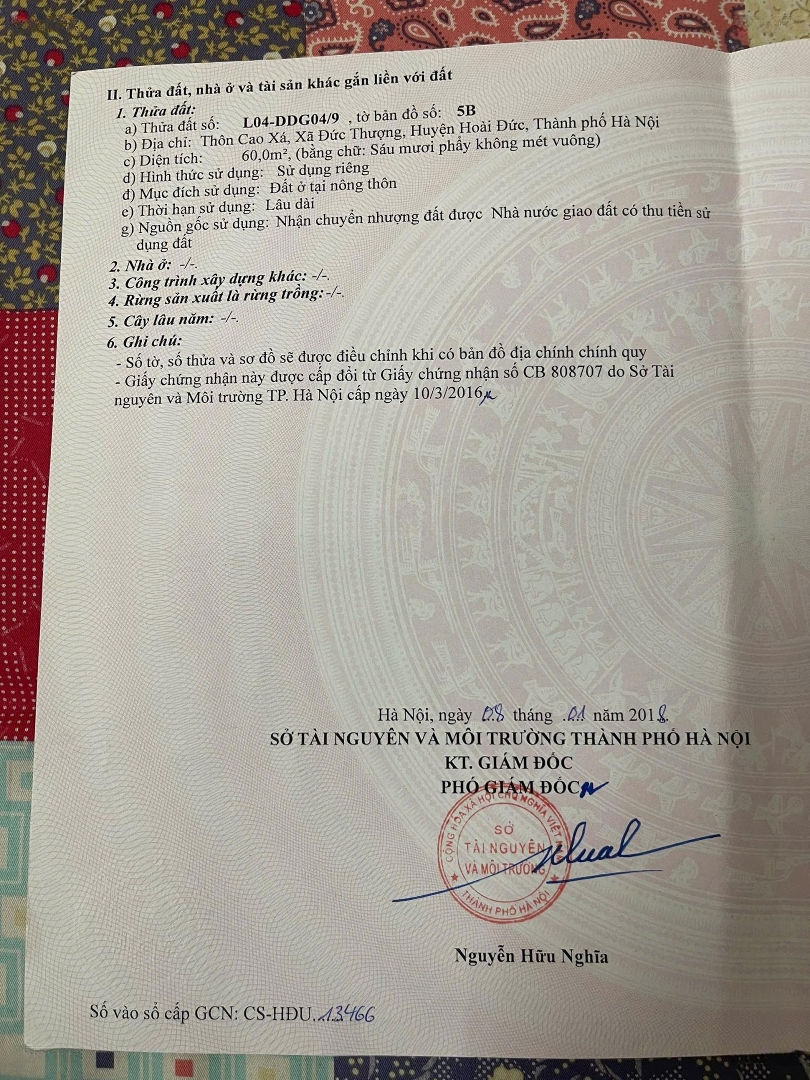 II. Thửa đất, nhà ở và tài sản khác gắn liền với đất
1. Thửa đất:
a) Thửa đất số: L04-DDG04/9 , tờ bản đồ số: 5B
b) Địa chỉ: Thôn Cao Xá, Xã Đức Thượng, Huyện Hoài Đức, Thành phố Hà Nội
c) Diện tích: 60,0m², (bằng chữ: Sáu mươi phẩy không mét vuông)
d) Hình thức sử dụng: Sử dụng riêng
đ) Mục đích sử dụng: Đất ở tại nông thôn
e) Thời hạn sử dụng: Lâu dài
g) Nguồn gốc sử dụng: Nhận chuyển nhượng đất được Nhà nước giao đất có thu tiền sử
dụng đất
2. Nhà ở: -/-.
3. Công trình xây dựng khác: -/-.
4. Rừng sản xuất là rừng trồng: -/-.
5. Cây lâu năm: -/-.
6. Ghi chú:
- Số tờ, số thửa và sơ đồ sẽ được điều chỉnh khi có bản đồ địa chính chính quy
- Giấy chứng nhận này được cấp đổi từ Giấy chứng nhận số CB 808707 do Sở Tài
nguyên và Môi trường TP. Hà Nội cấp ngày 10/3/2016
Hà Nội, ngày 08 tháng .01 năm 2018.
SỞ TÀI NGUYÊN VÀ MÔI TRƯỜNG THÀNH PHỐ HÀ NỘI
KT. GIÁM ĐỐC
PHÓ GIÁM ĐỐC
CỘNG HÒA XÃ HỘI CHỦ NGHĨA VIỆT
SỞ
TÀI NGUYÊN
VÀ MÔI TRƯỜNG
THÀNH PHỐ HÀ NỘI
Nguyễn Hữu Nghĩa
Số vào sổ cấp GCN: CS-HĐU.13466